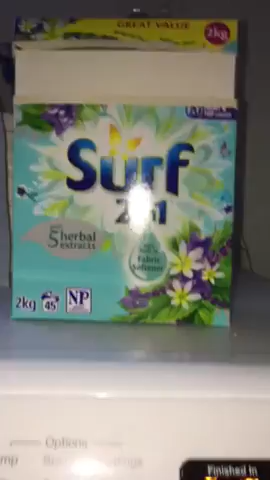 GREAT VALUE
2kg
Surf
2in1
5 herbal
extracts
Fabric
Softener
2kg
45
NP
Options
Finished in